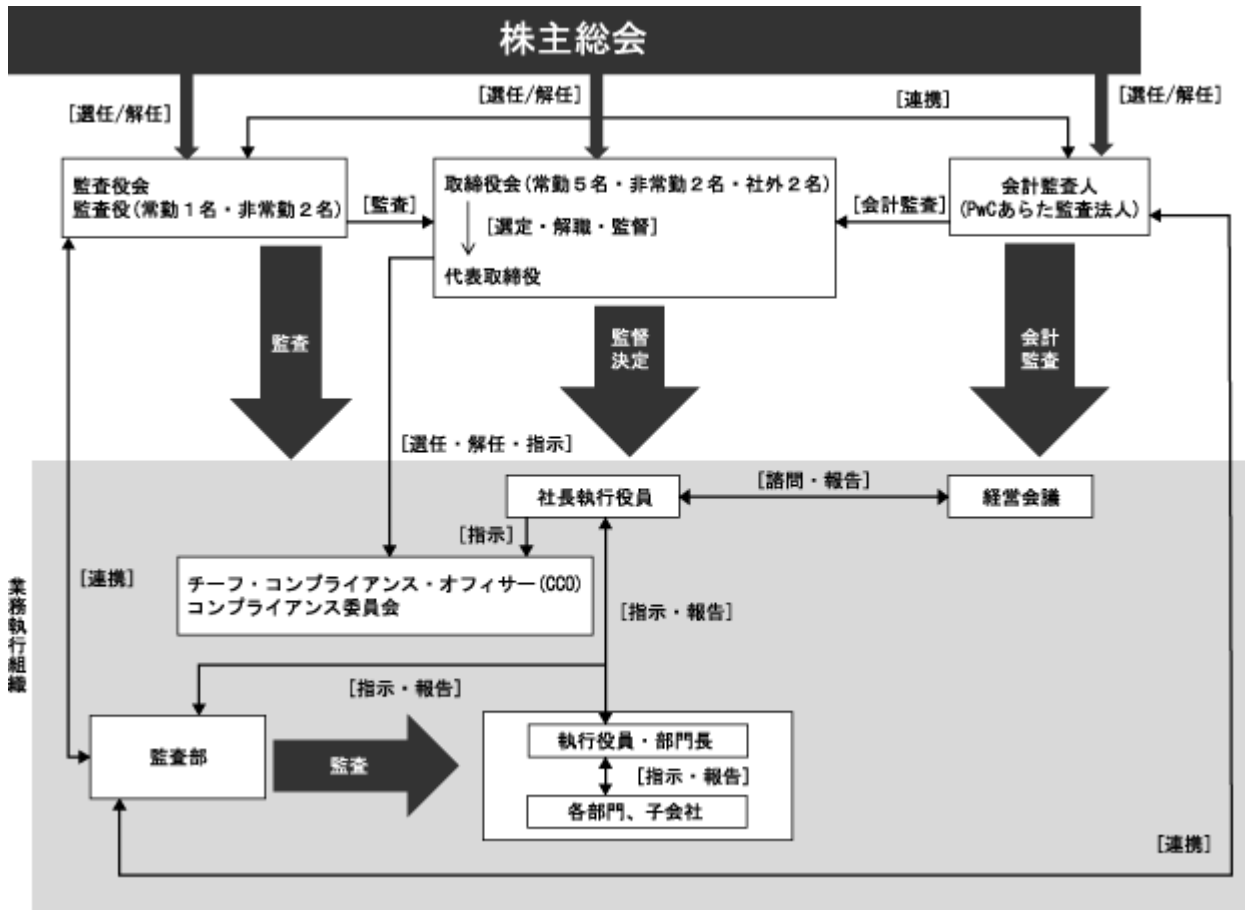 株主総会
[選任/解任]
[選任/解任]
[連携]
[選任/解任]
監査役会
監査役(常勤1名・非常勤2名)
[監査]
取締役会(常勤5名・非常勤2名・社外2名)
[選定・解職・監督]
代表取締役
[会計監査]
会計監査人
(PwCあらた監査法人)
監査
監督
決定
会計
監査
[選任・解任・指示]
社長執行役員
[諮問・報告]
経営会議
[指示]
[連携]
チーフ・コンプライアンス・オフィサー(CCO)
コンプライアンス委員会
[指示・報告]
業務執行組織
[指示・報告]
監査部
監査
執行役員・部門長
[指示・報告]
各部門、子会社
[連携]